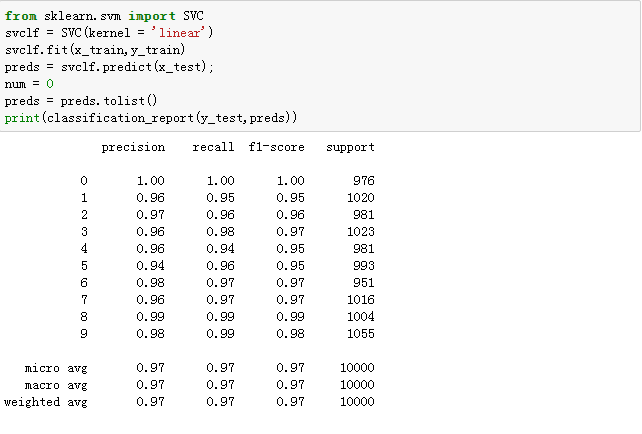 from sklearn.svm import SVC
svclf = SVC(kernel = 'linear')
svclf.fit(x_train,y_train)
preds = svclf.predict(x_test);
num = 0
preds = preds.tolist()
print(classification_report(y_test,preds))
precision recall f1-score support
0 1.00 1.00 1.00 976
1 0.96 0.95 0.95 1020
2 0.97 0.96 0.96 981
3 0.96 0.98 0.97 1023
4 0.96 0.94 0.95 981
5 0.94 0.96 0.95 993
6 0.98 0.97 0.97 951
7 0.96 0.97 0.97 1016
8 0.99 0.99 0.99 1004
9 0.98 0.99 0.98 1055
micro avg 0.97 0.97 0.97 10000
macro avg 0.97 0.97 0.97 10000
weighted avg 0.97 0.97 0.97 10000